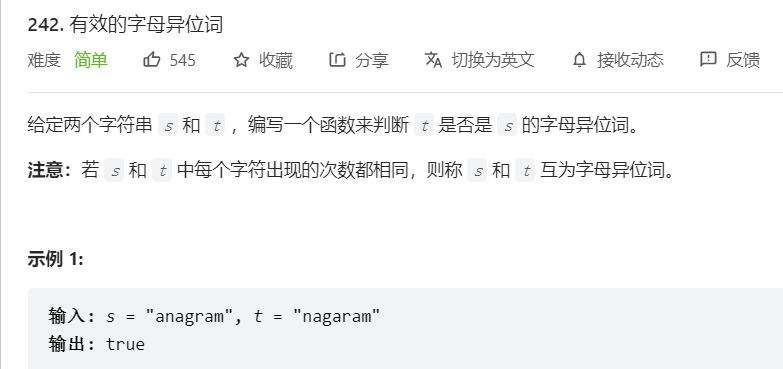 242. 有效的字母异位词
难度 简单 545 收藏 分享 切换为英文 接收动态 反馈
给定两个字符串 s 和 t ，编写一个函数来判断 t 是否是 s 的字母异位词。
注意：若 s 和 t 中每个字符出现的次数都相同，则称 s 和 t 互为字母异位词。
示例 1:
输入: s = "anagram", t = "nagaram"
输出: true